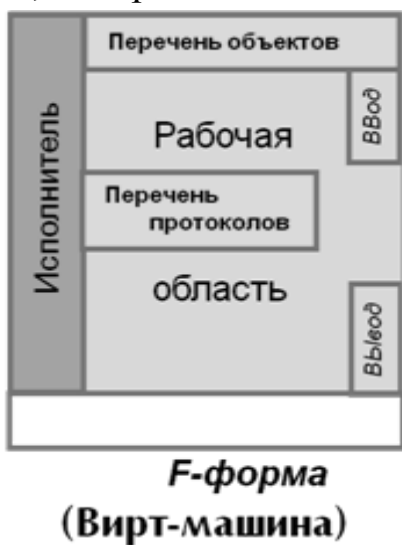 Перечень объектов
Исполнитель
ВВод
Рабочая
Перечень
протоколов
область
ВЫвод
F-форма
(Вирт-машина)